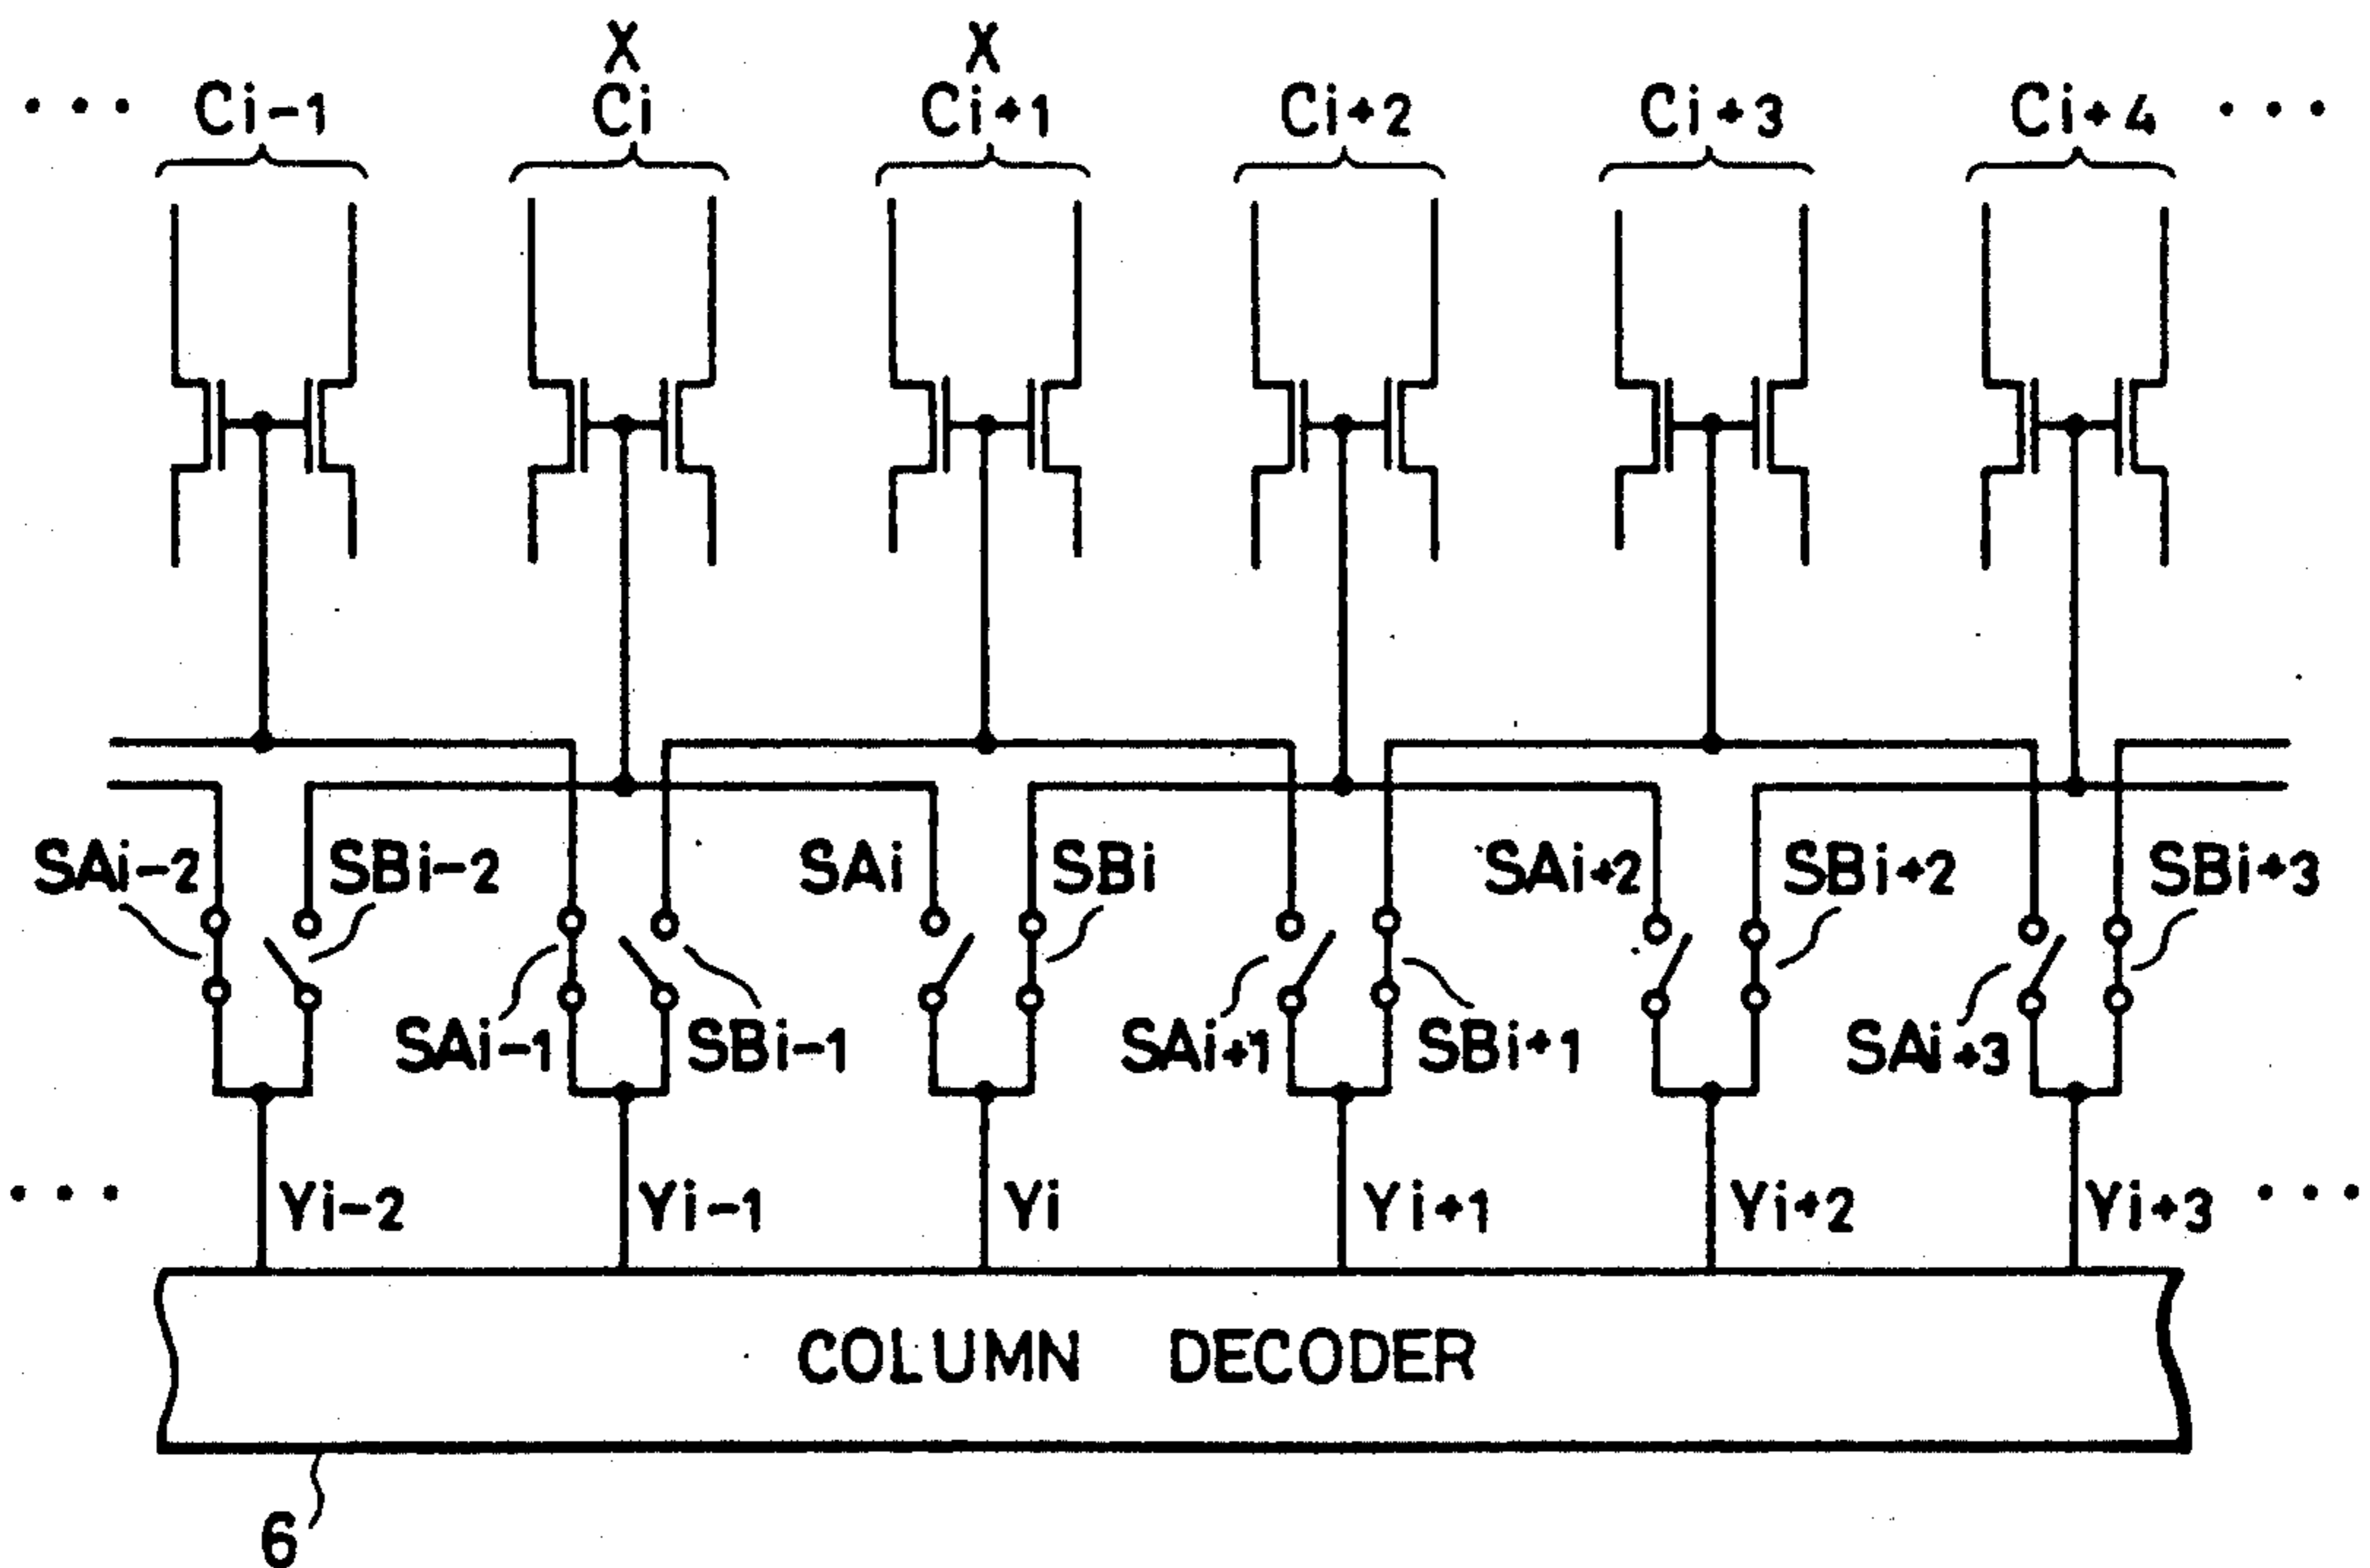 X X
... Ci-1 Ci Ci+1 Ci+2 Ci+3 Ci+4 ...
SAi-2 SBi-2 SAi SBi SAi+2 SBi+2 SBi+3
SAi-1 SBi-1 SAi+1 SBi+1 SAi+3
... Yi-2 Yi-1 Yi Yi+1 Yi+2 Yi+3 ...
COLUMN DECODER
6